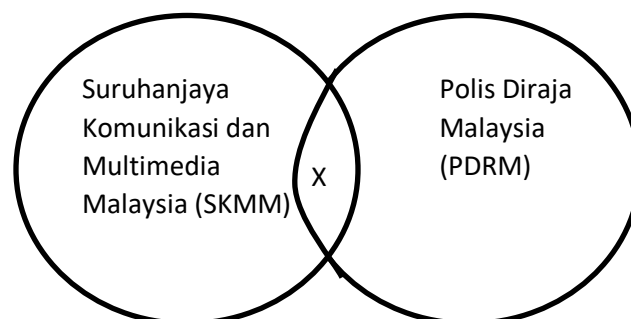 Suruhanjaya
Komunikasi dan
Multimedia
Malaysia (SKMM)
X
Polis Diraja
Malaysia
(PDRM)